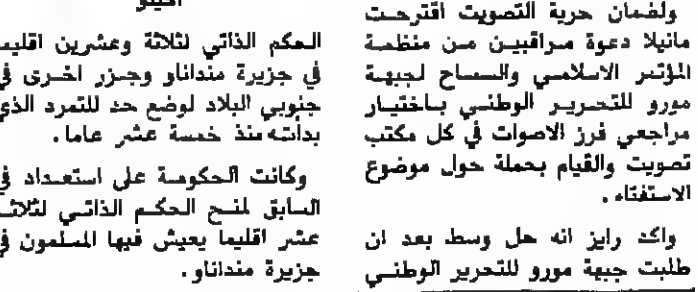 ولضمان حرية التصويت اقترحت
مانيلا دعوة مراقبين من منظمة
المؤتمر الاسلامي والسماح لجبهة
مورو للتحرير الوطني باختيار
مراجعي فرز الاصوات في كل مكتب
تصويت والقيام بحملة حول موضوع
الاستفتاء .
واكد رايز انه حل وسط بعد ان
طلبت جبهة مورو للتحرير الوطني
الحكم الذاتي لثلاثة وعشرين اقليما
في جزيرة منداناو وجزر اخرى في
جنوبي البلاد لوضع حد للتمرد الذي
بدأته منذ خمسة عشر عاما .
وكانت الحكومة على استعداد في
السابق لمنح الحكم الذاتي لثلاثة
عشر اقليما يعيش فيها المسلمون في
جزيرة منداناو .